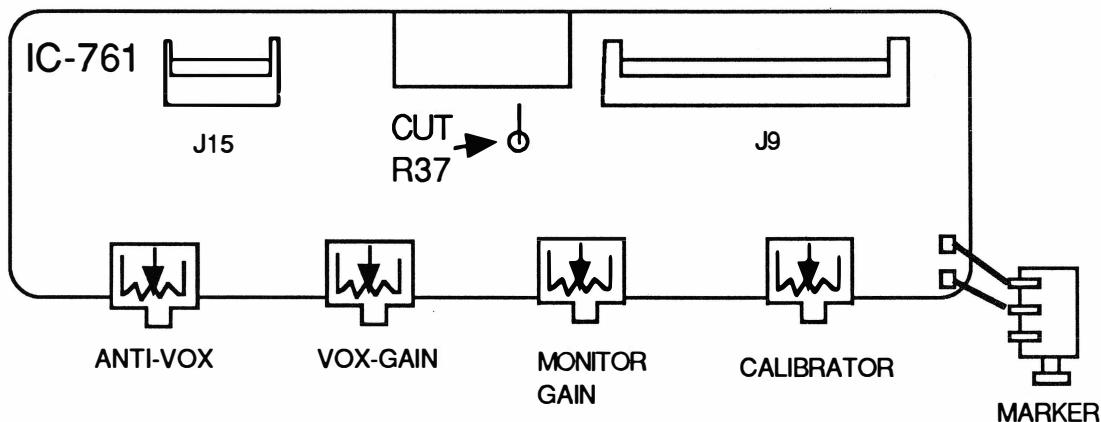 IC-761
J15
CUT
R37
J9
ANTI-VOX
VOX-GAIN
MONITOR
GAIN
CALIBRATOR
MARKER